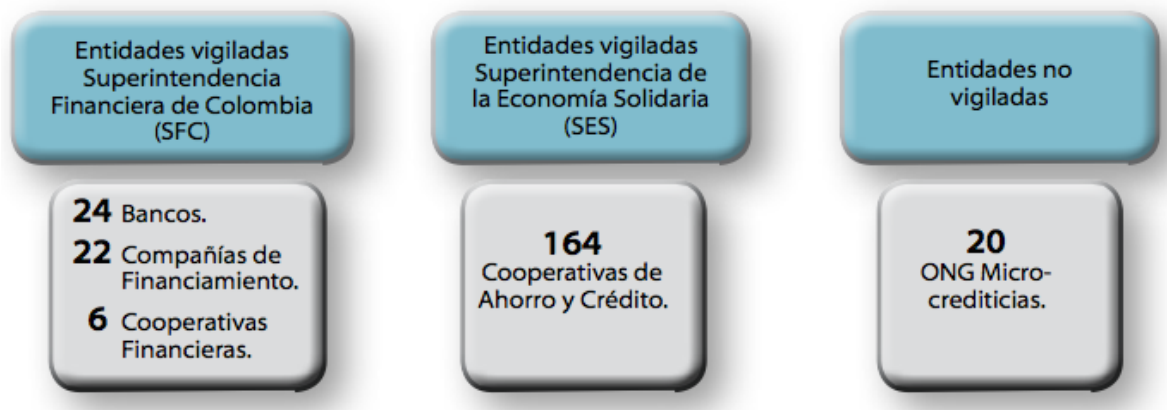 Entidades vigiladas
Superintendencia
Financiera de Colombia
(SFC)
24 Bancos.
22 Compañías de
Financiamiento.
6 Cooperativas
Financieras.
Entidades vigiladas
Superintendencia de
la Economía Solidaria
(SES)
164
Cooperativas de
Ahorro y Crédito.
Entidades no
vigiladas
20
ONG Micro-
crediticias.